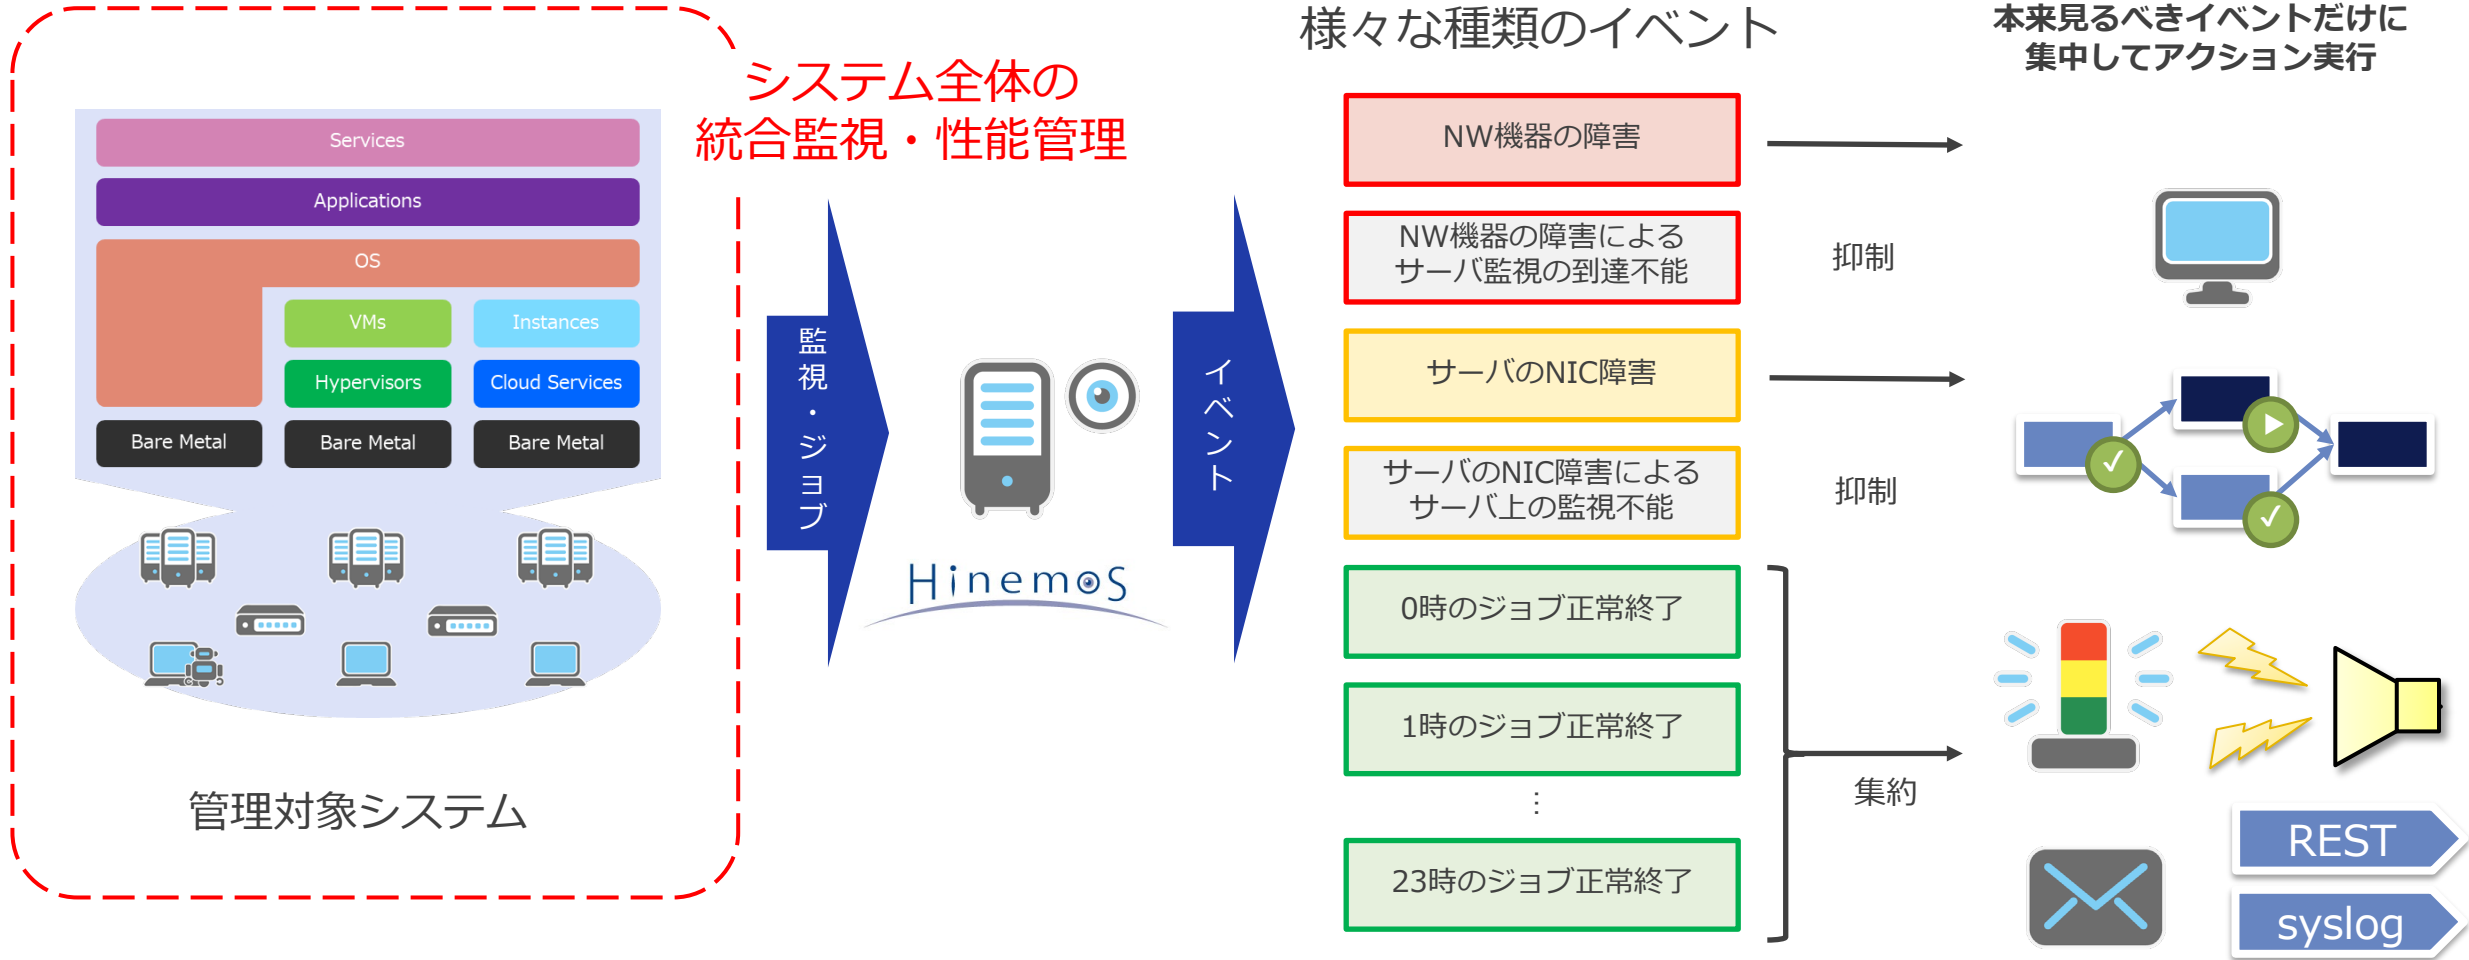 システム全体の
統合監視・性能管理
Services
Applications
OS
VMs
Instances
Hypervisors
Cloud Services
Bare Metal
Bare Metal
Bare Metal
管理対象システム
監視・ジョブ
Hinemos
イベント
様々な種類のイベント
NW機器の障害
NW機器の障害による
サーバ監視の到達不能
抑制
サーバのNIC障害
サーバのNIC障害による
サーバ上の監視不能
抑制
0時のジョブ正常終了
1時のジョブ正常終了
…
23時のジョブ正常終了
集約
本来見るべきイベントだけに
集中してアクション実行
REST
syslog